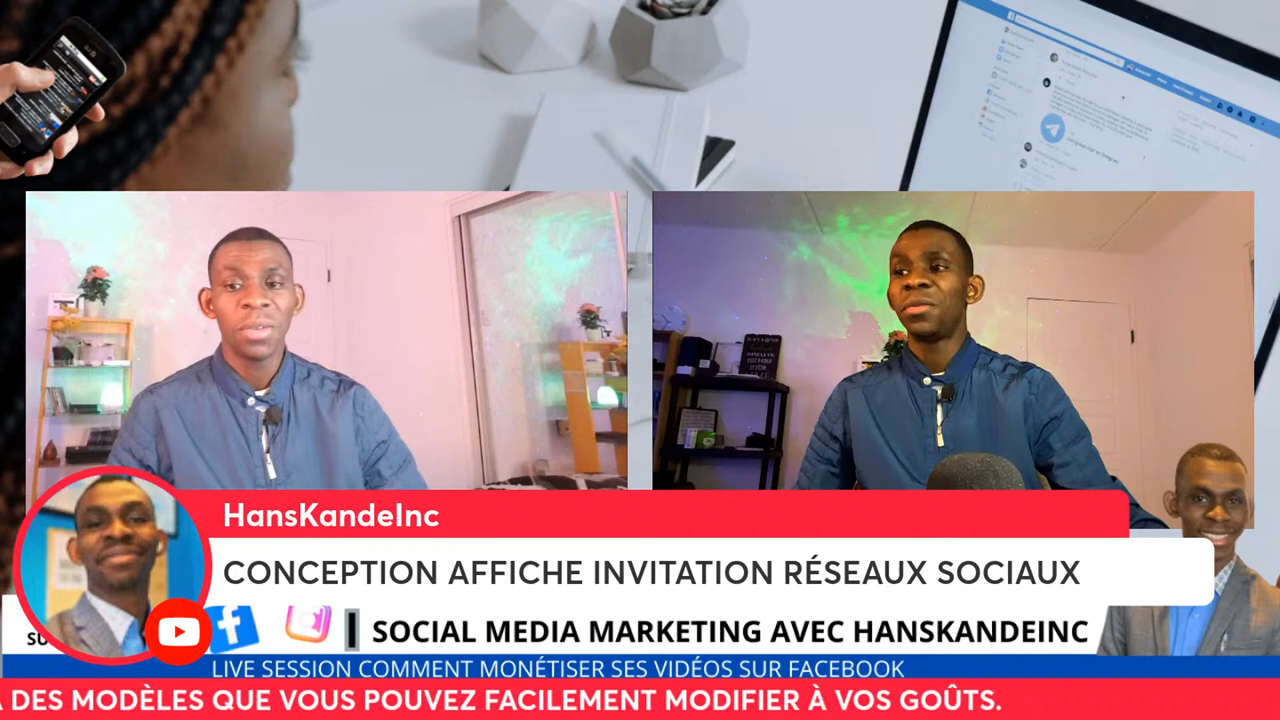 HansKandeInc
CONCEPTION AFFICHE INVITATION RÉSEAUX SOCIAUX
SU
SOCIAL MEDIA MARKETING AVEC HANSKANDEINC
LIVE SESSION COMMENT MONÉTISER SES VIDÉOS SUR FACEBOOK
DES MODÈLES QUE VOUS POUVEZ FACILEMENT MODIFIER À VOS GOÛTS.